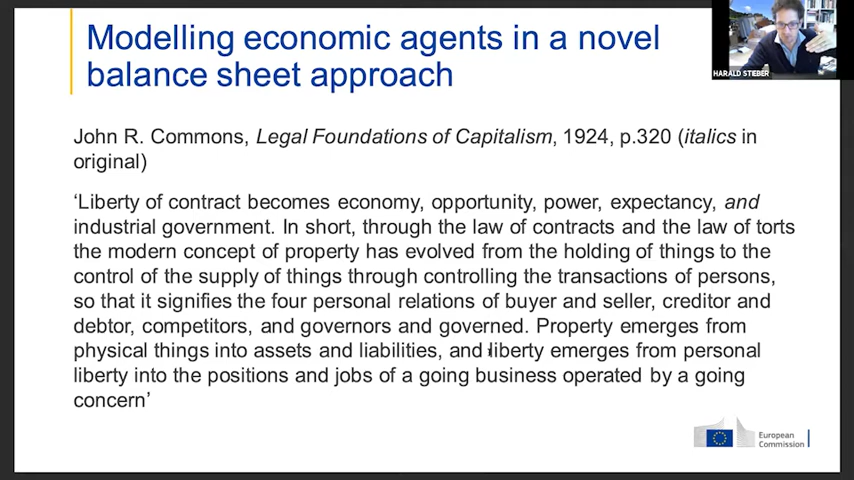 Modelling economic agents in a novel
balance sheet approach
HARALD STIEBER
John R. Commons, Legal Foundations of Capitalism, 1924, p.320 (italics in
original)
‘Liberty of contract becomes economy, opportunity, power, expectancy, and
industrial government. In short, through the law of contracts and the law of torts
the modern concept of property has evolved from the holding of things to the
control of the supply of things through controlling the transactions of persons,
so that it signifies the four personal relations of buyer and seller, creditor and
debtor, competitors, and governors and governed. Property emerges from
physical things into assets and liabilities, and liberty emerges from personal
liberty into the positions and jobs of a going business operated by a going
concern’
European
Commission